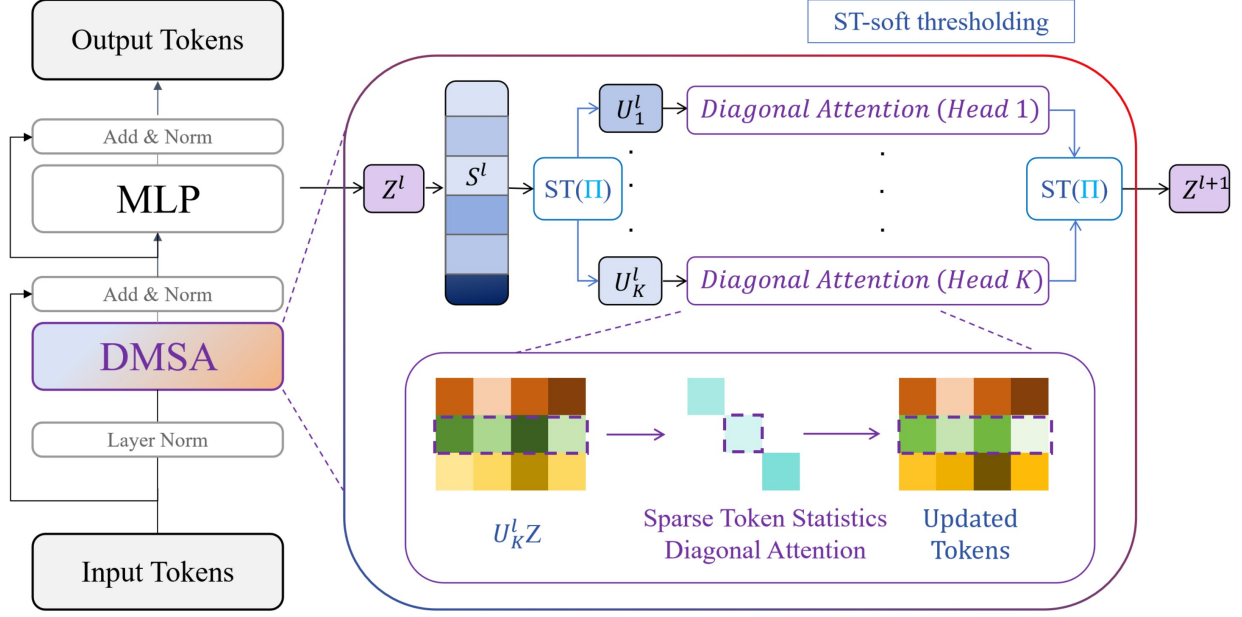 Output Tokens
Add & Norm
MLP
Add & Norm
DMSA
Layer Norm
Input Tokens
ST-soft thresholding
Z^l
S^l
ST(Π)
U_1^l
Diagonal Attention (Head 1)
U_K^l
Diagonal Attention (Head K)
ST(Π)
Z^{l+1}
U_K^l Z
Sparse Token Statistics
Diagonal Attention
Updated
Tokens